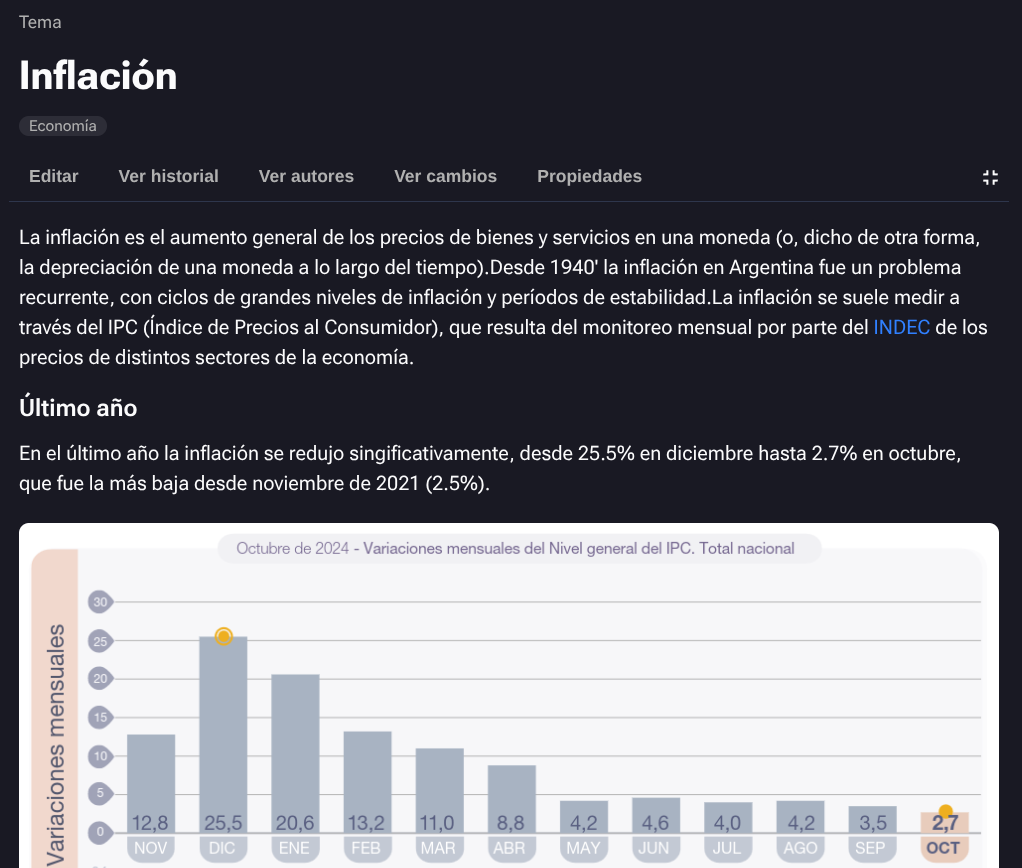 Tema
Inflación
Economía
Editar Ver historial Ver autores Ver cambios Propiedades
La inflación es el aumento general de los precios de bienes y servicios en una moneda (o, dicho de otra forma,
la depreciación de una moneda a lo largo del tiempo).Desde 1940' la inflación en Argentina fue un problema
recurrente, con ciclos de grandes niveles de inflación y períodos de estabilidad.La inflación se suele medir a
través del IPC (Índice de Precios al Consumidor), que resulta del monitoreo mensual por parte del INDEC de los
precios de distintos sectores de la economía.
Último año
En el último año la inflación se redujo singificativamente, desde 25.5% en diciembre hasta 2.7% en octubre,
que fue la más baja desde noviembre de 2021 (2.5%).
Octubre de 2024 - Variaciones mensuales del Nivel general del IPC. Total nacional
Variaciones mensuales
30
25
20
15
10
5
0
12,8 25,5 20,6 13,2 11,0 8,8 4,2 4,6 4,0 4,2 3,5 2,7
NOV DIC ENE FEB MAR ABR MAY JUN JUL AGO SEP OCT